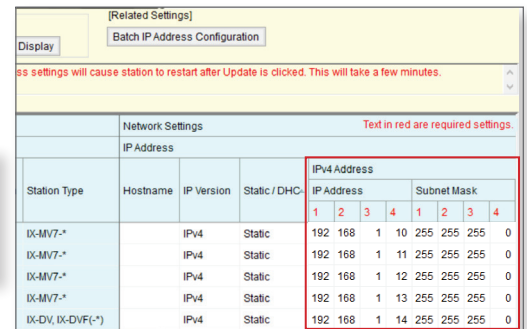 [Related Settings]
Display Batch IP Address Configuration
ss settings will cause station to restart after Update is clicked. This will take a few minutes.
Network Settings Text in red are required settings.
IP Address
IPv4 Address
Station Type Hostname IP Version Static / DHC IP Address Subnet Mask
1 2 3 4 1 2 3 4
IX-MV7-* IPv4 Static 192 168 1 10 255 255 255 0
IX-MV7-* IPv4 Static 192 168 1 11 255 255 255 0
IX-MV7-* IPv4 Static 192 168 1 12 255 255 255 0
IX-MV7-* IPv4 Static 192 168 1 13 255 255 255 0
IX-DV, IX-DVF(-*) IPv4 Static 192 168 1 14 255 255 255 0